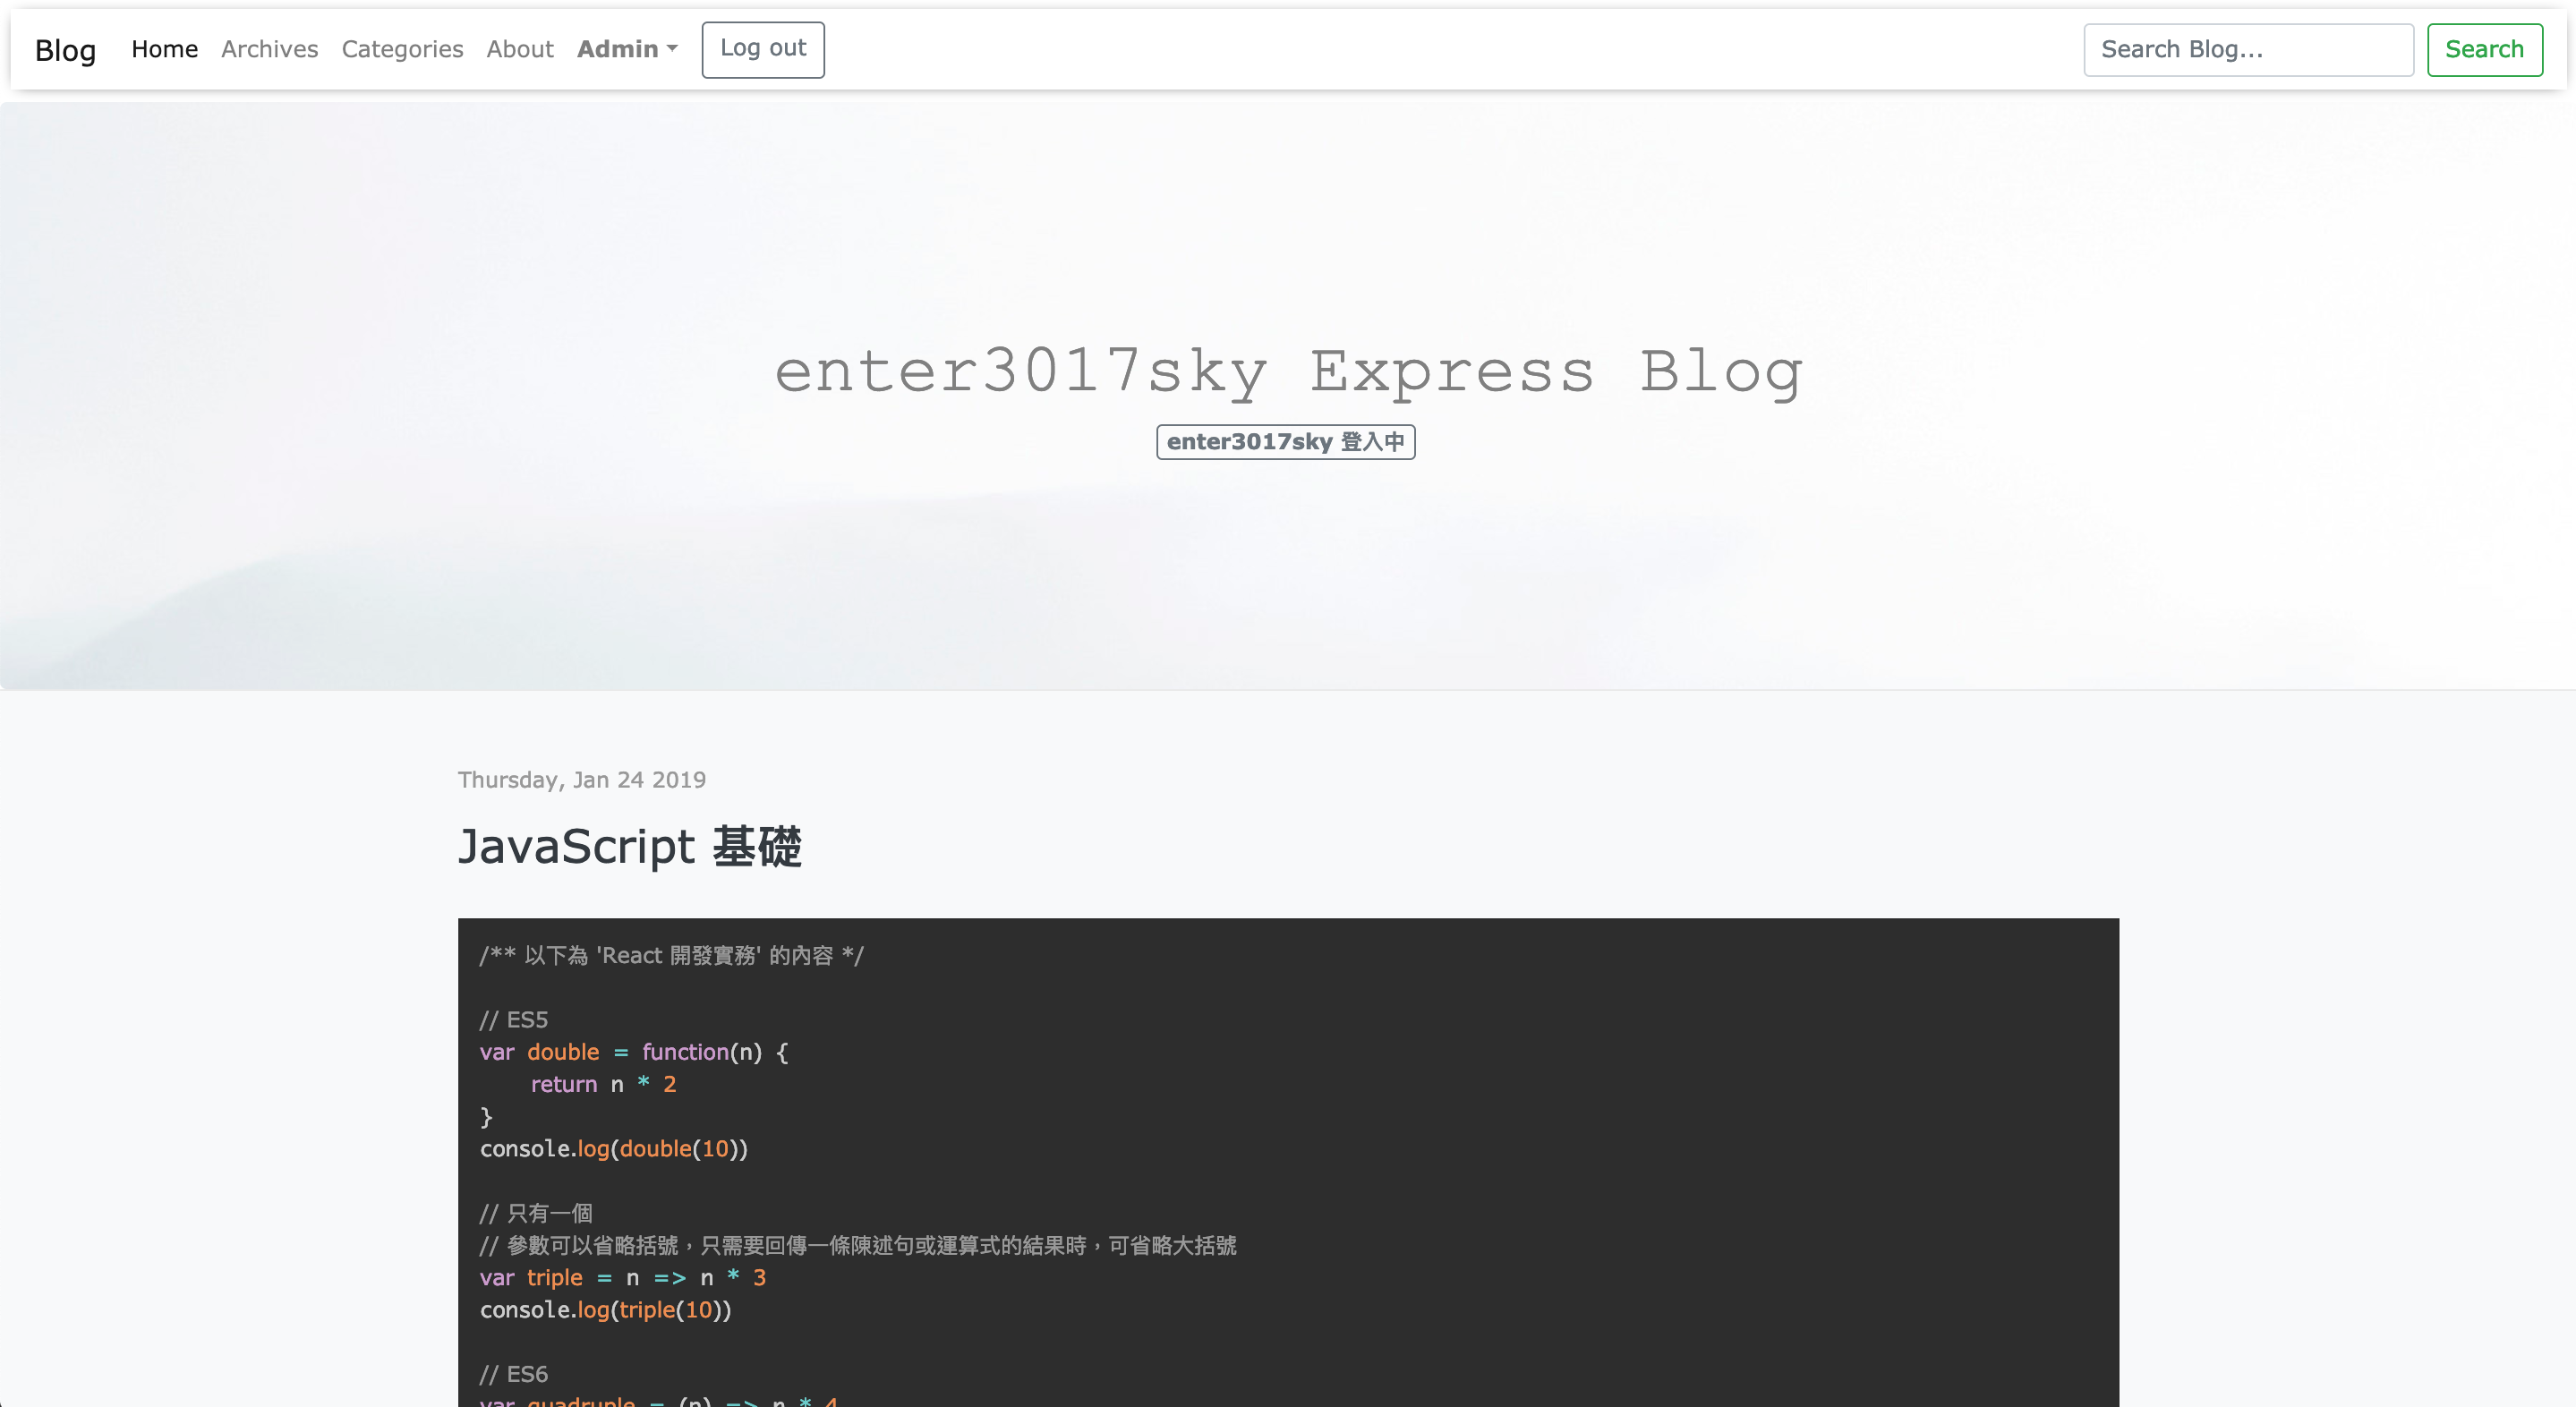 Blog Home Archives Categories About Admin Log out Search Blog... Search
enter3017sky Express Blog
enter3017sky 登入中
Thursday, Jan 24 2019
JavaScript 基礎
/** 以下為 'React 開發實務' 的內容 */
// ES5
var double = function(n) {
    return n * 2
}
console.log(double(10))
// 只有一個
// 參數可以省略括號，只需要回傳一條陳述句或運算式的結果時，可省略大括號
var triple = n => n * 3
console.log(triple(10))
// ES6
var quadruple = (n) => n * 4